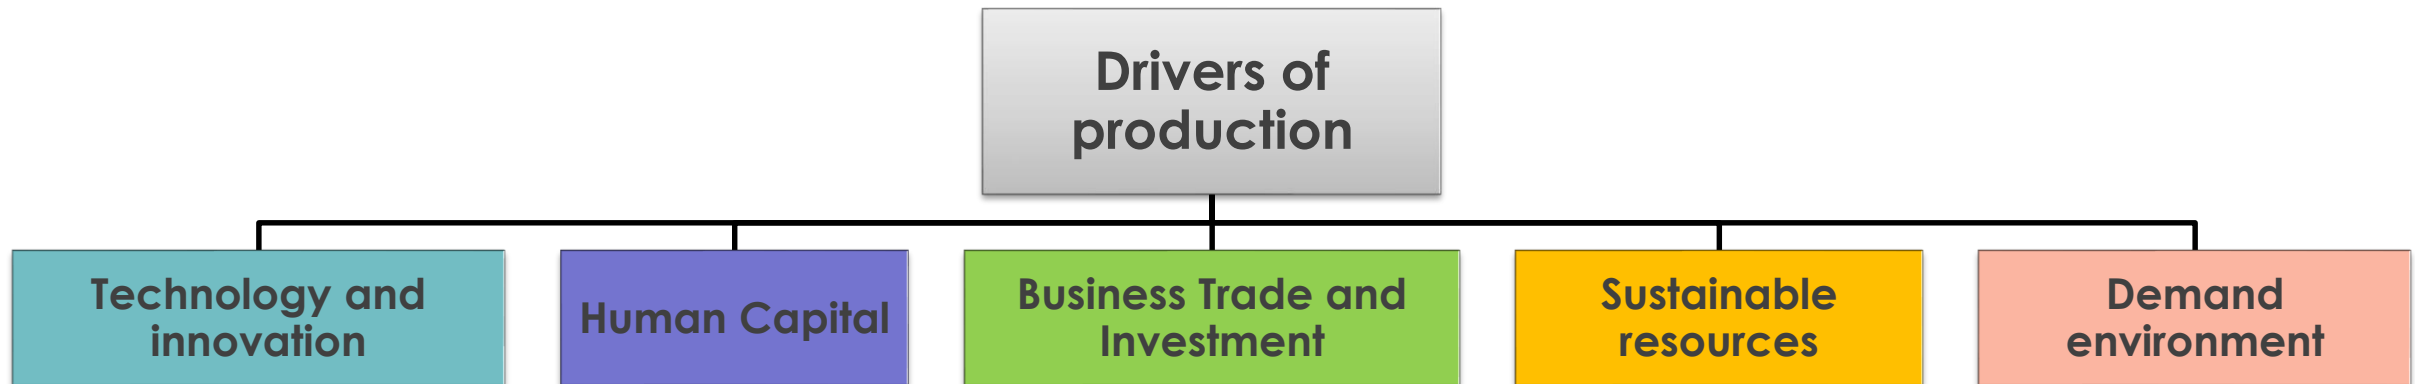 Drivers of
production
Technology and
innovation
Human Capital
Business Trade and
Investment
Sustainable
resources
Demand
environment